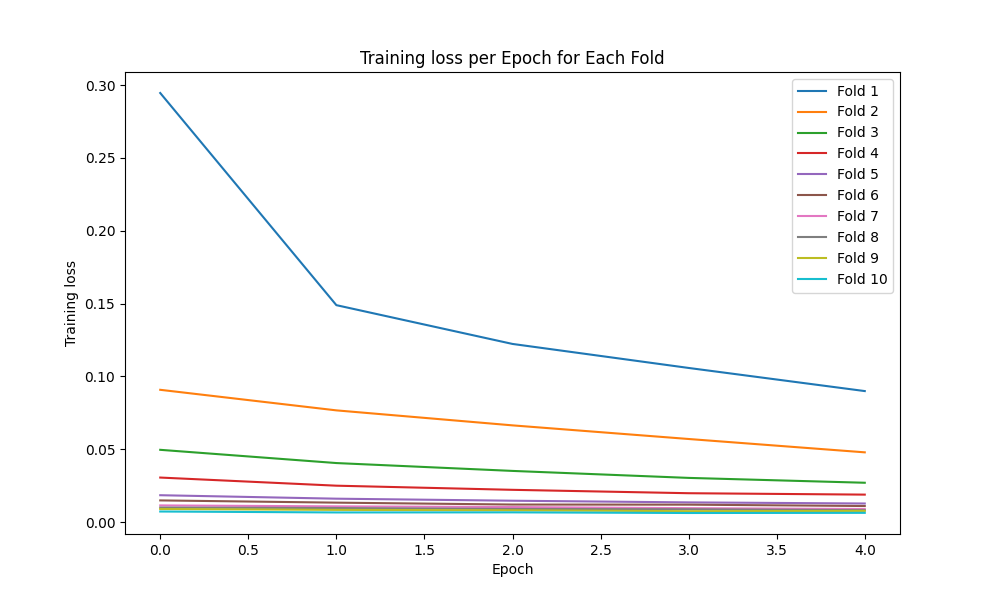 Training loss per Epoch for Each Fold
0.30
0.25
0.20
0.15
0.10
0.05
0.00
Training loss
0.0 0.5 1.0 1.5 2.0 2.5 3.0 3.5 4.0
Epoch
Fold 1
Fold 2
Fold 3
Fold 4
Fold 5
Fold 6
Fold 7
Fold 8
Fold 9
Fold 10